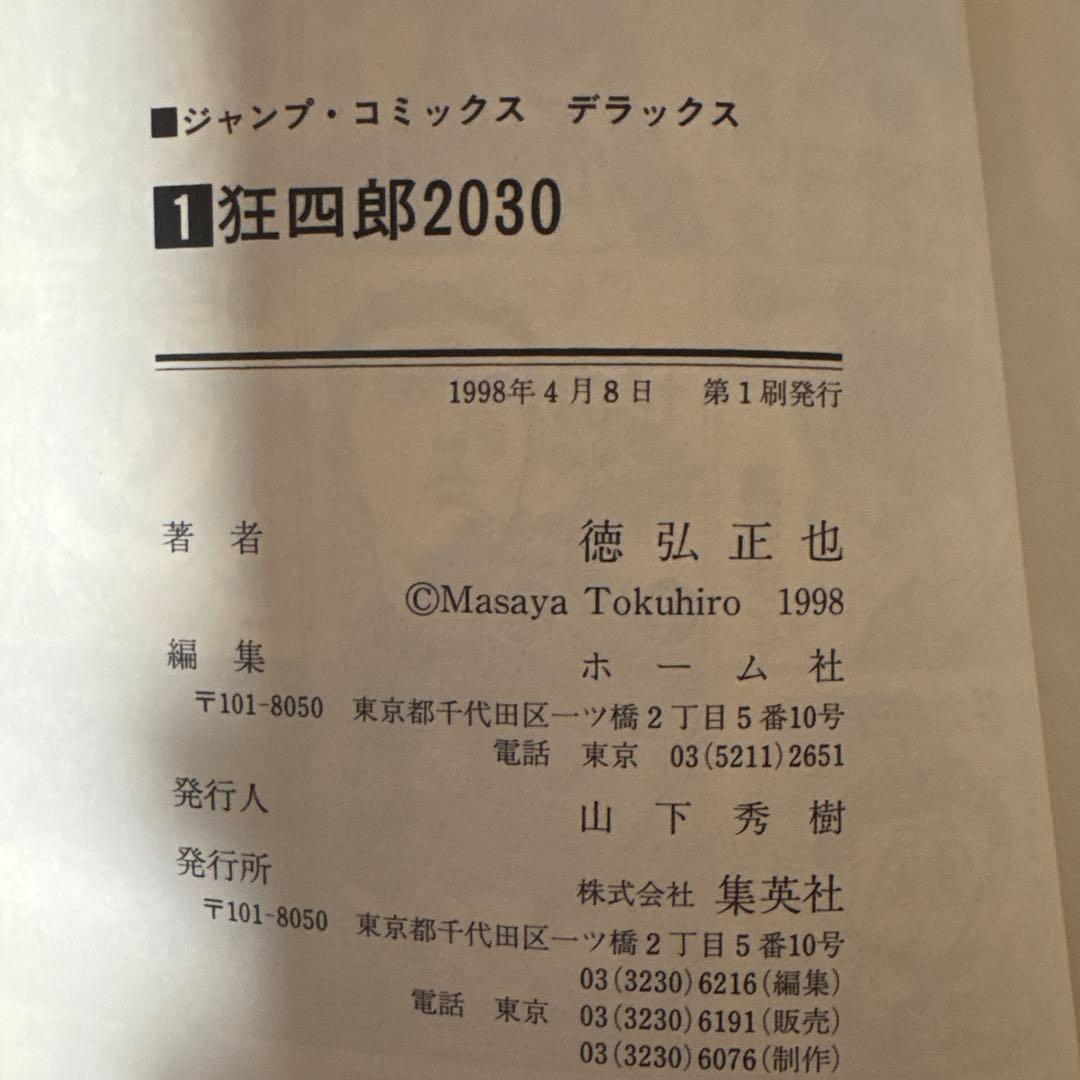 ■ジャンプ・コミックス デラックス
1 狂四郎2030
1998年4月8日 第1刷発行
著者 徳弘正也
©Masaya Tokuhiro 1998
編集 ホーム社
〒101-8050 東京都千代田区一ツ橋2丁目5番10号
電話 東京 03(5211)2651
発行人 山下秀樹
発行所 株式会社 集英社
〒101-8050 東京都千代田区一ツ橋2丁目5番10号
03(3230)6216(編集)
電話 東京 03(3230)6191(販売)
03(3230)6076(制作)